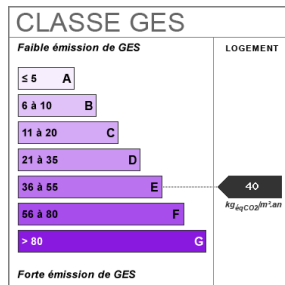 CLASSE GES
Faible émission de GES
LOGEMENT
≤ 5 A
6 à 10 B
11 à 20 C
21 à 35 D
36 à 55 E
40
kgéqCO2/m².an
56 à 80 F
> 80 G
Forte émission de GES